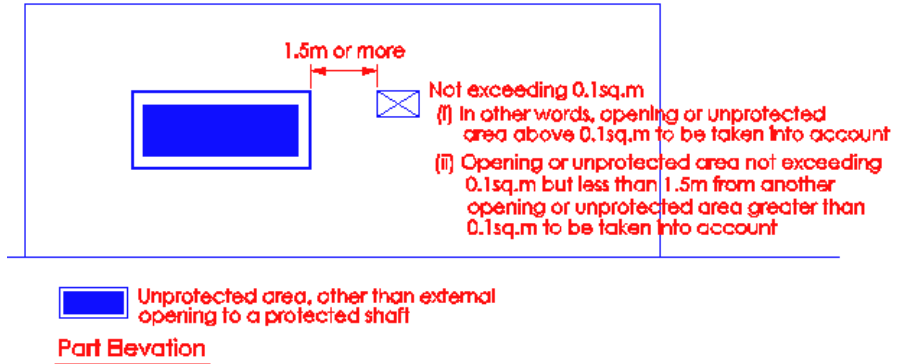 1.5m or more
Not exceeding 0.1sq.m
(i) In other words, opening or unprotected
area above 0.1sq.m to be taken into account
(ii) Opening or unprotected area not exceeding
0.1sq.m but less than 1.5m from another
opening or unprotected area greater than
0.1sq.m to be taken into account
Unprotected area, other than external
opening to a protected shaft
Part Elevation